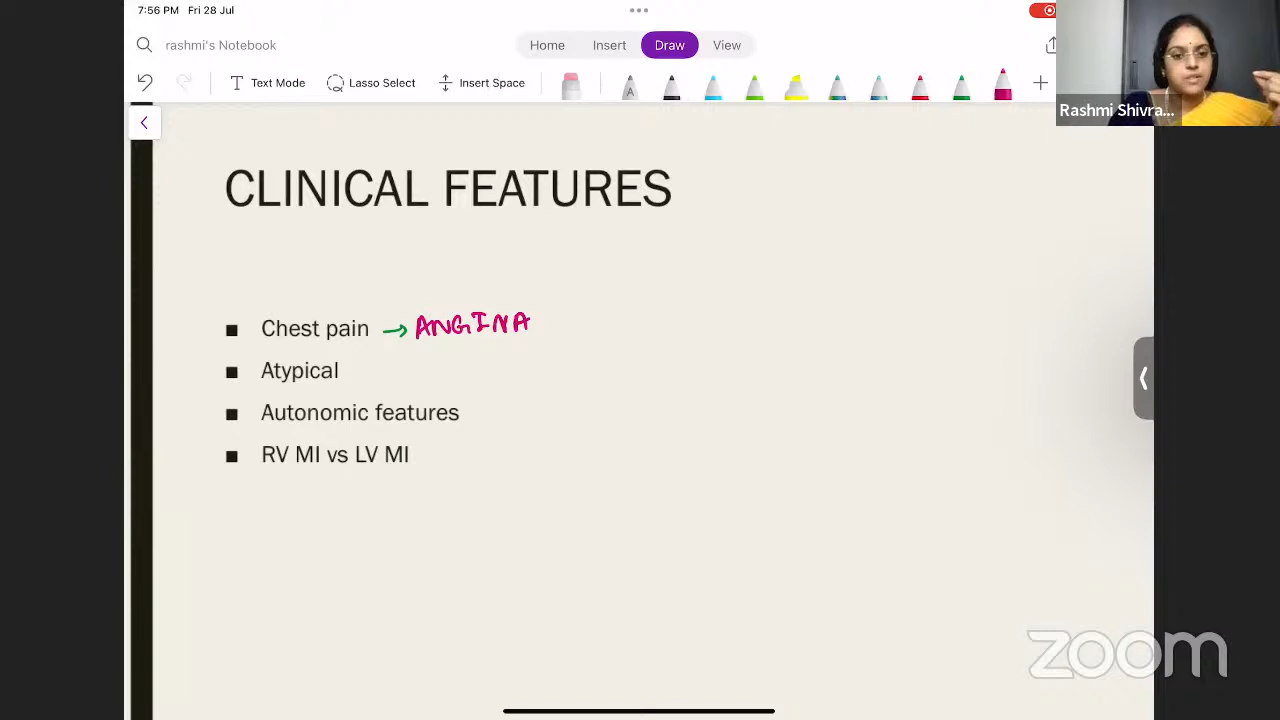 7:56 PM Fri 28 Jul
rashmi's Notebook
Home Insert Draw View
Text Mode Lasso Select Insert Space
A
Rashmi Shivra...
CLINICAL FEATURES
■ Chest pain → ANGINA
■ Atypical
■ Autonomic features
■ RV MI vs LV MI
zoom